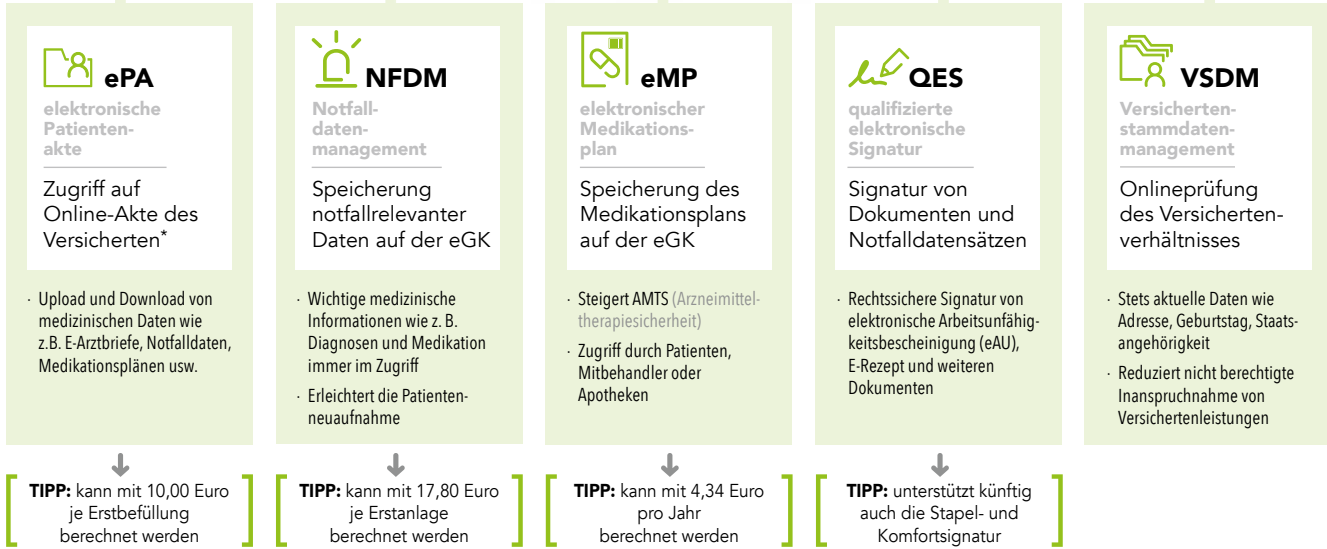 ePA
elektronische
Patienten-
akte
Zugriff auf
Online-Akte des
Versicherten*
· Upload und Download von
medizinischen Daten wie
z.B. E-Arztbriefe, Notfalldaten,
Medikationsplänen usw.
TIPP: kann mit 10,00 Euro
je Erstbefüllung
berechnet werden
NFDM
Notfall-
daten-
management
Speicherung
notfallrelevanter
Daten auf der eGK
· Wichtige medizinische
Informationen wie z. B.
Diagnosen und Medikation
immer im Zugriff
· Erleichtert die Patienten-
neuaufnahme
TIPP: kann mit 17,80 Euro
je Erstanlage
berechnet werden
eMP
elektronischer
Medikations-
plan
Speicherung des
Medikationsplans
auf der eGK
· Steigert AMTS (Arzneimittel-
therapiesicherheit)
· Zugriff durch Patienten,
Mitbehandler oder
Apotheken
TIPP: kann mit 4,34 Euro
pro Jahr
berechnet werden
QES
qualifizierte
elektronische
Signatur
Signatur von
Dokumenten und
Notfalldatensätzen
· Rechtssichere Signatur von
elektronische Arbeitsunfähig-
keitsbescheinigung (eAU),
E-Rezept und weiteren
Dokumenten
TIPP: unterstützt künftig
auch die Stapel- und
Komfortsignatur
VSDM
Versicherten-
stammdaten-
management
Onlineprüfung
des Versicherten-
verhältnisses
· Stets aktuelle Daten wie
Adresse, Geburtstag, Staats-
angehörigkeit
· Reduziert nicht berechtigte
Inanspruchnahme von
Versichertenleistungen